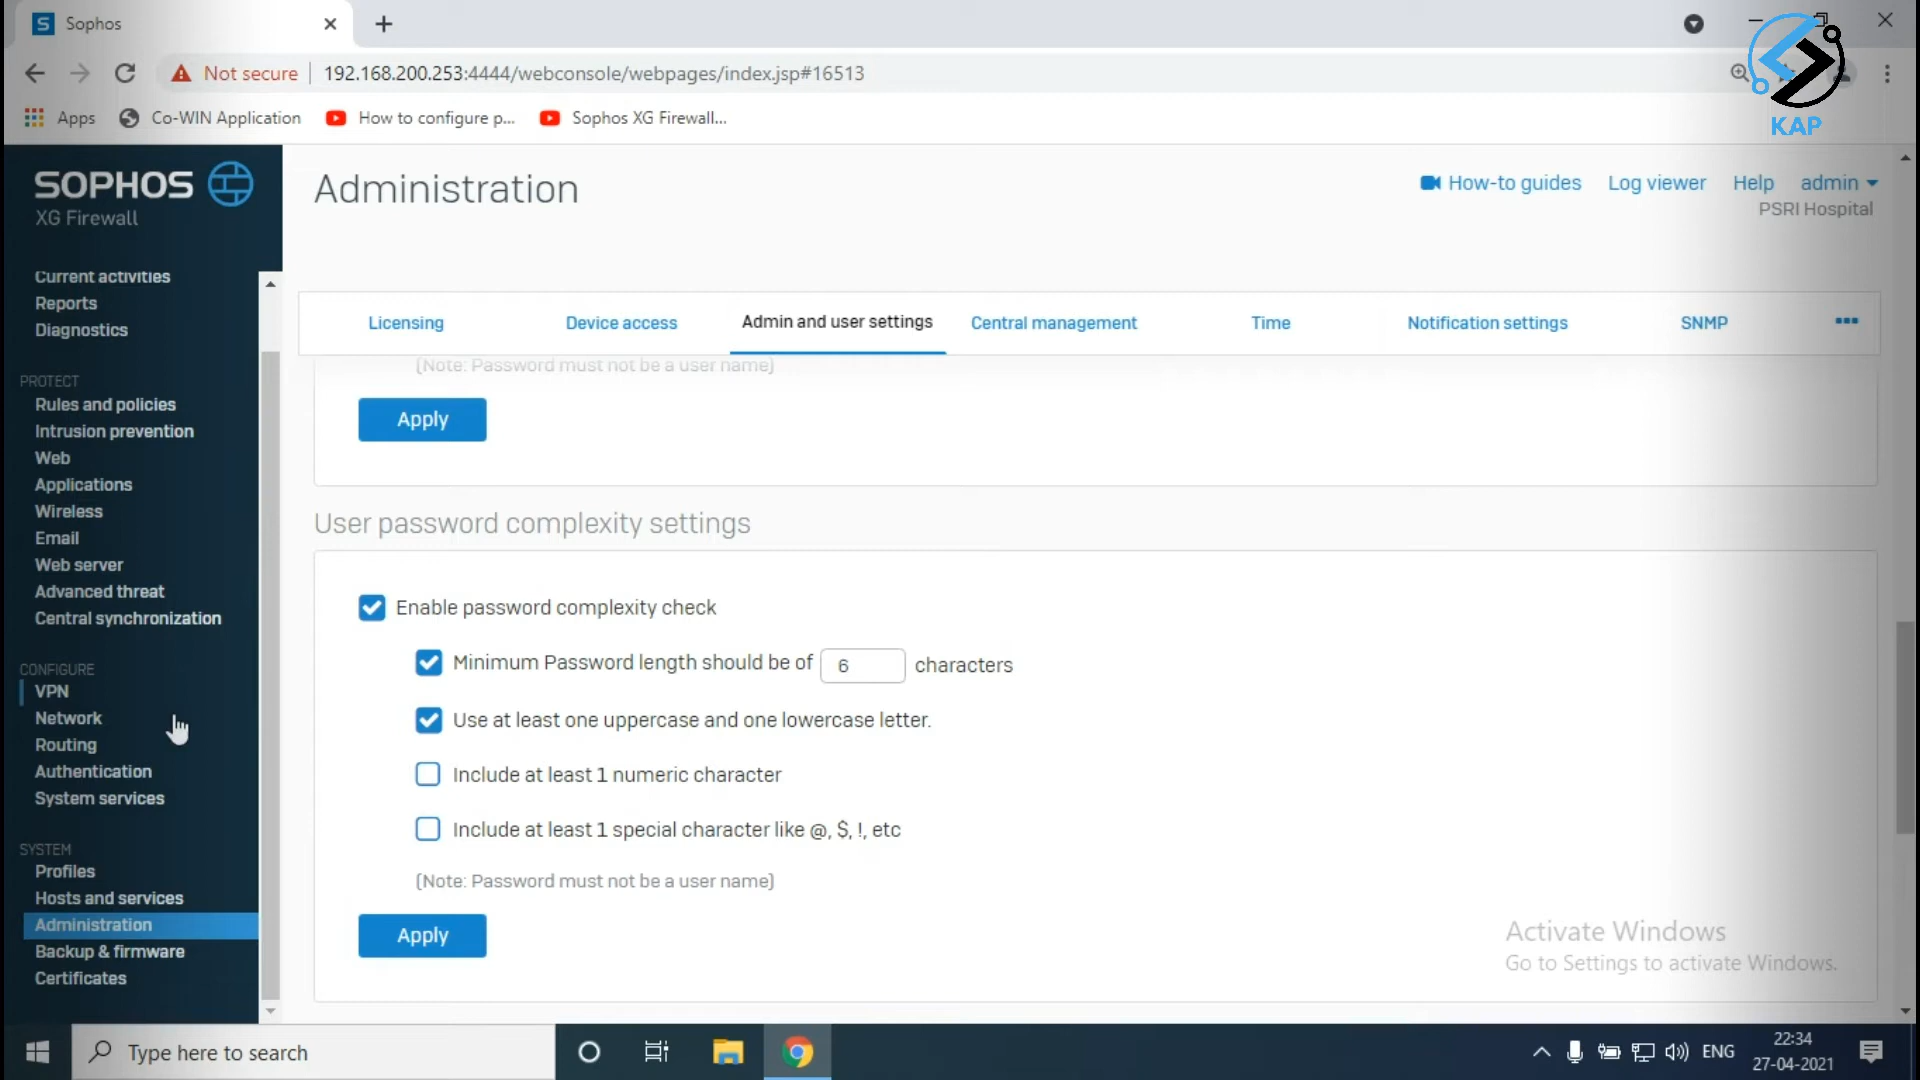 Sophos
Not secure
192.168.200.253:4444/webconsole/webpages/index.jsp#16513
Apps
Co-WIN Application
How to configure p...
Sophos XG Firewall...
KAP
SOPHOS
XG Firewall
Administration
How-to guides
Log viewer
Help
admin
PSRI Hospital
Current activities
Reports
Diagnostics
PROTECT
Rules and policies
Intrusion prevention
Web
Applications
Wireless
Email
Web server
Advanced threat
Central synchronization
CONFIGURE
VPN
Network
Routing
Authentication
System services
SYSTEM
Profiles
Hosts and services
Administration
Backup & firmware
Certificates
Licensing
Device access
Admin and user settings
Central management
Time
Notification settings
SNMP
(Note: Password must not be a user name)
Apply
User password complexity settings
Enable password complexity check
Minimum Password length should be of 6 characters
Use at least one uppercase and one lowercase letter.
Include at least 1 numeric character
Include at least 1 special character like @, $, !, etc
(Note: Password must not be a user name)
Apply
Activate Windows
Go to Settings to activate Windows.
Type here to search
ENG
22:34
27-04-2021